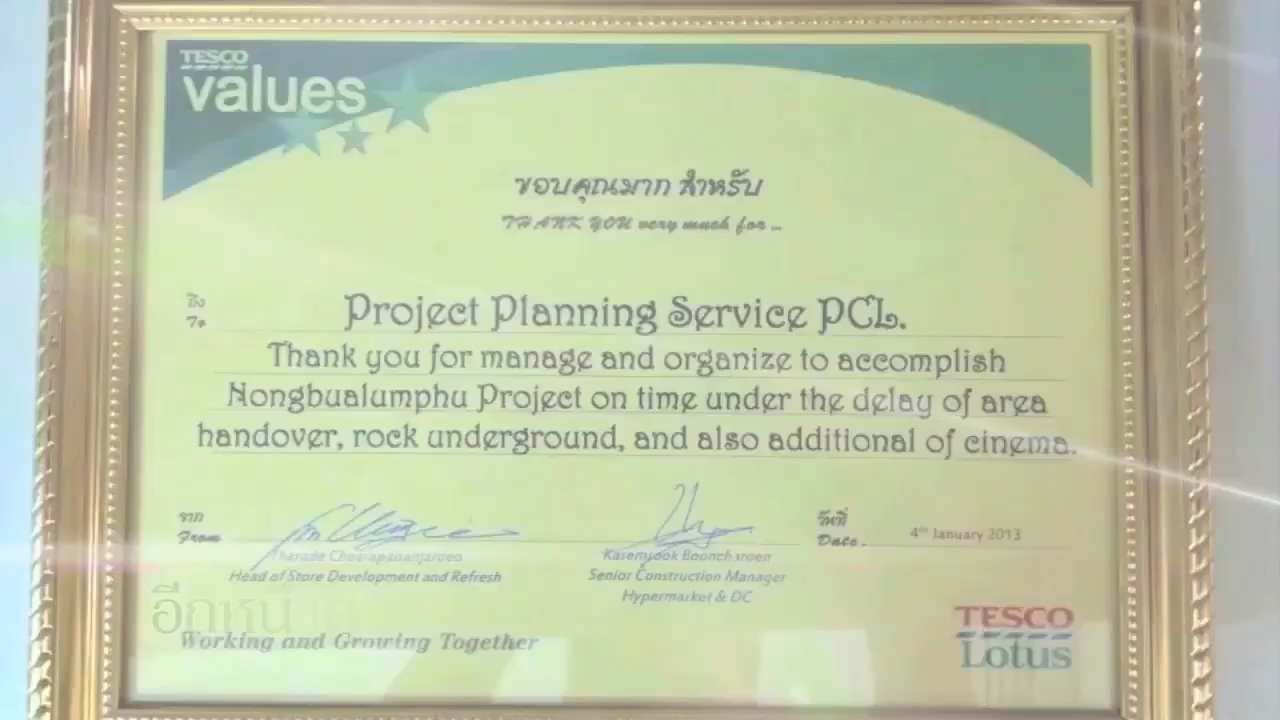 TESCO
values
ขอบคุณมาก สำหรับ
THANK YOU very much for ...
ถึง
To
Project Planning Service PCL.
Thank you for manage and organize to accomplish
Nongbualumphu Project on time under the delay of area
handover, rock underground, and also additional of cinema.
จาก
From
วันที่
Date.
4th January 2013
Head of Store Development and Refresh
Senior Construction Manager
Hypermarket & DC
อีกหนึ่
Working and Growing Together
TESCO
Lotus